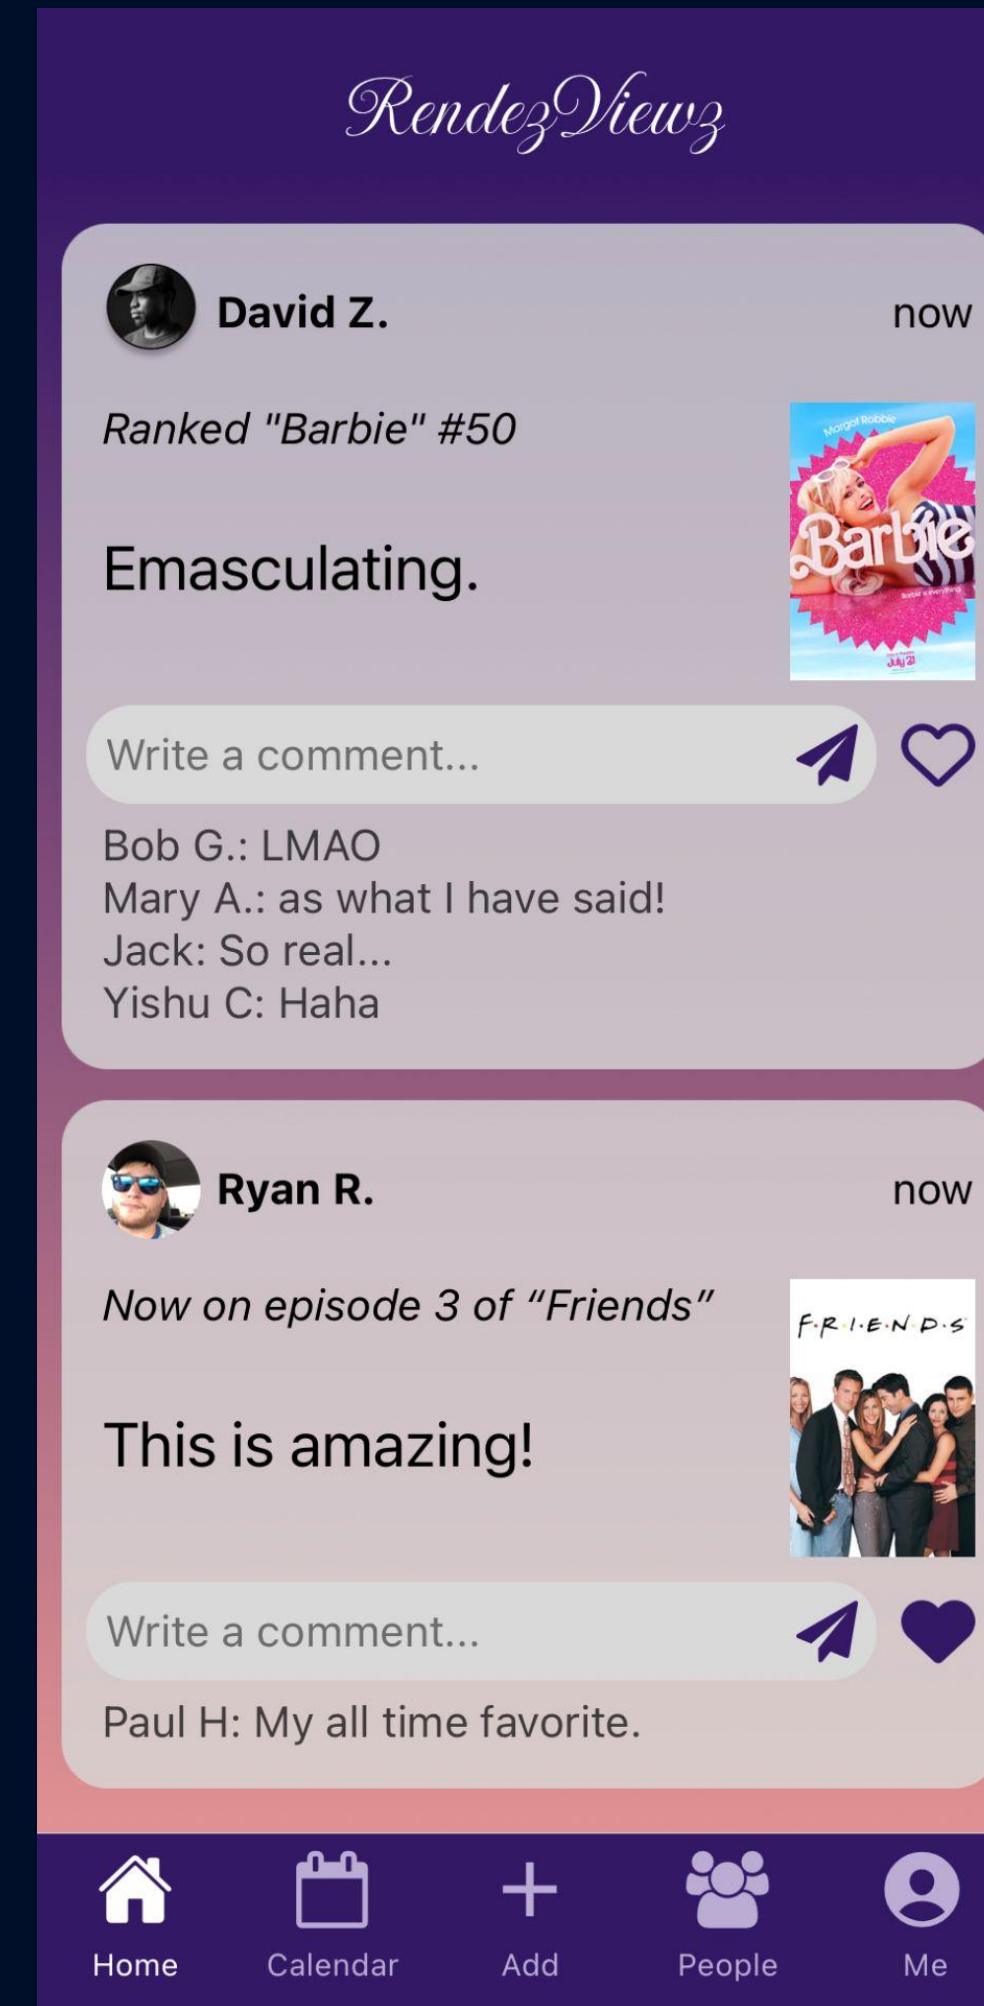 RendezViewz
David Z.
now
Ranked "Barbie" #50
Margot Robbie
Barbie
July 21
Emasculating.
Write a comment...
Bob G.: LMAO
Mary A.: as what I have said!
Jack: So real...
Yishu C: Haha
Ryan R.
now
Now on episode 3 of “Friends”
F·R·I·E·N·D·S
This is amazing!
Write a comment...
Paul H: My all time favorite.
Home
Calendar
Add
People
Me